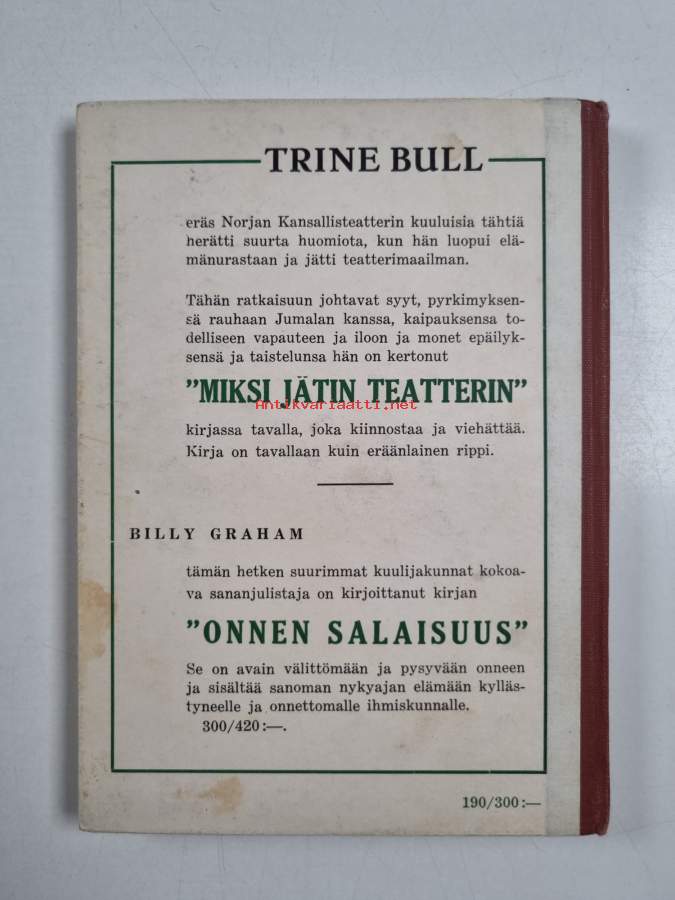 TRINE BULL
eräs Norjan Kansallisteatterin kuuluisia tähtiä
herätti suurta huomiota, kun hän luopui elä-
mänurastaan ja jätti teatterimaailman.
Tähän ratkaisuun johtavat syyt, pyrkimyksen-
sä rauhaan Jumalan kanssa, kaipauksensa to-
delliseen vapauteen ja iloon ja monet epäilyk-
sensä ja taistelunsa hän on kertonut
”MIKSI JÄTIN TEATTERIN”
Antikvariaatti.net
kirjassa tavalla, joka kiinnostaa ja viehättää.
Kirja on tavallaan kuin eräänlainen rippi.
BILLY GRAHAM
tämän hetken suurimmat kuulijakunnat kokoa-
va sananjulistaja on kirjoittanut kirjan
”ONNEN SALAISUUS”
Se on avain välittömään ja pysyvään onneen
ja sisältää sanoman nykyajan elämään kylläs-
tyneelle ja onnettomalle ihmiskunnalle.
300/420:—.
190/300:—